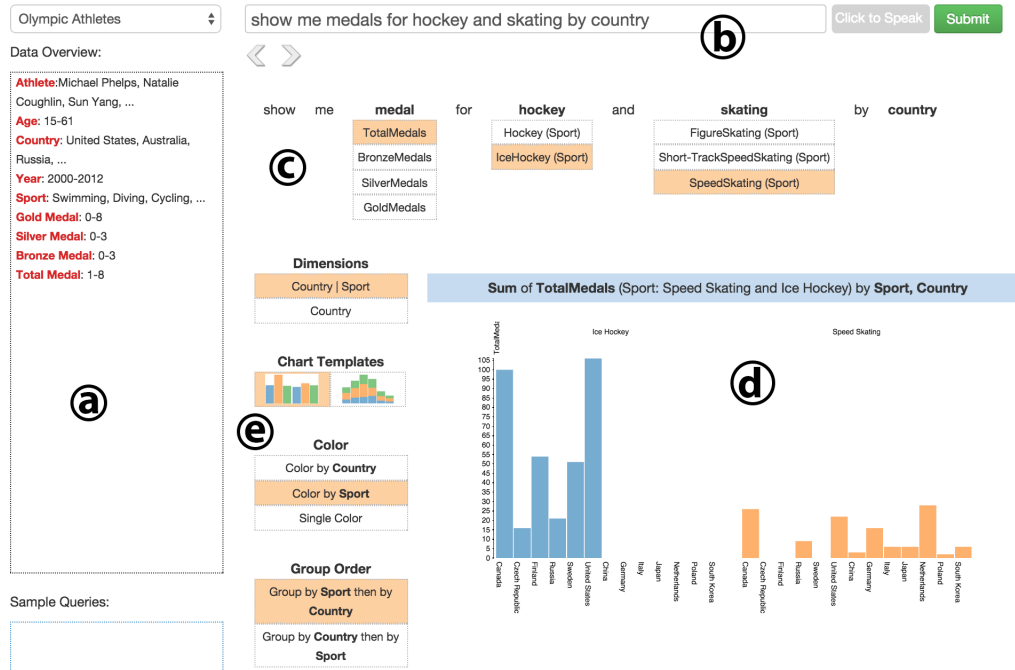 Olympic Athletes
show me medals for hockey and skating by country
Click to Speak
Submit
Data Overview:
Athlete:Michael Phelps, Natalie
Coughlin, Sun Yang, ...
Age: 15-61
Country: United States, Australia,
Russia, ...
Year: 2000-2012
Sport: Swimming, Diving, Cycling, ...
Gold Medal: 0-8
Silver Medal: 0-3
Bronze Medal: 0-3
Total Medal: 1-8
a
Sample Queries:
b
show me medal for hockey and skating by country
TotalMedals
BronzeMedals
SilverMedals
GoldMedals
Hockey (Sport)
IceHockey (Sport)
FigureSkating (Sport)
Short-TrackSpeedSkating (Sport)
SpeedSkating (Sport)
c
Dimensions
Country | Sport
Country
Chart Templates
e
Color
Color by Country
Color by Sport
Single Color
Group Order
Group by Sport then by
Country
Group by Country then by
Sport
Sum of TotalMedals (Sport: Speed Skating and Ice Hockey) by Sport, Country
Ice Hockey
Speed Skating
d
105
100
95
90
85
80
75
70
65
60
55
50
45
40
35
30
25
20
15
10
5
0
Canada
Czech Republic
Finland
Russia
Sweden
United States
China
Germany
Italy
Japan
Netherlands
Poland
South Korea
Canada
Czech Republic
Finland
Russia
Sweden
United States
China
Germany
Italy
Japan
Netherlands
Poland
South Korea